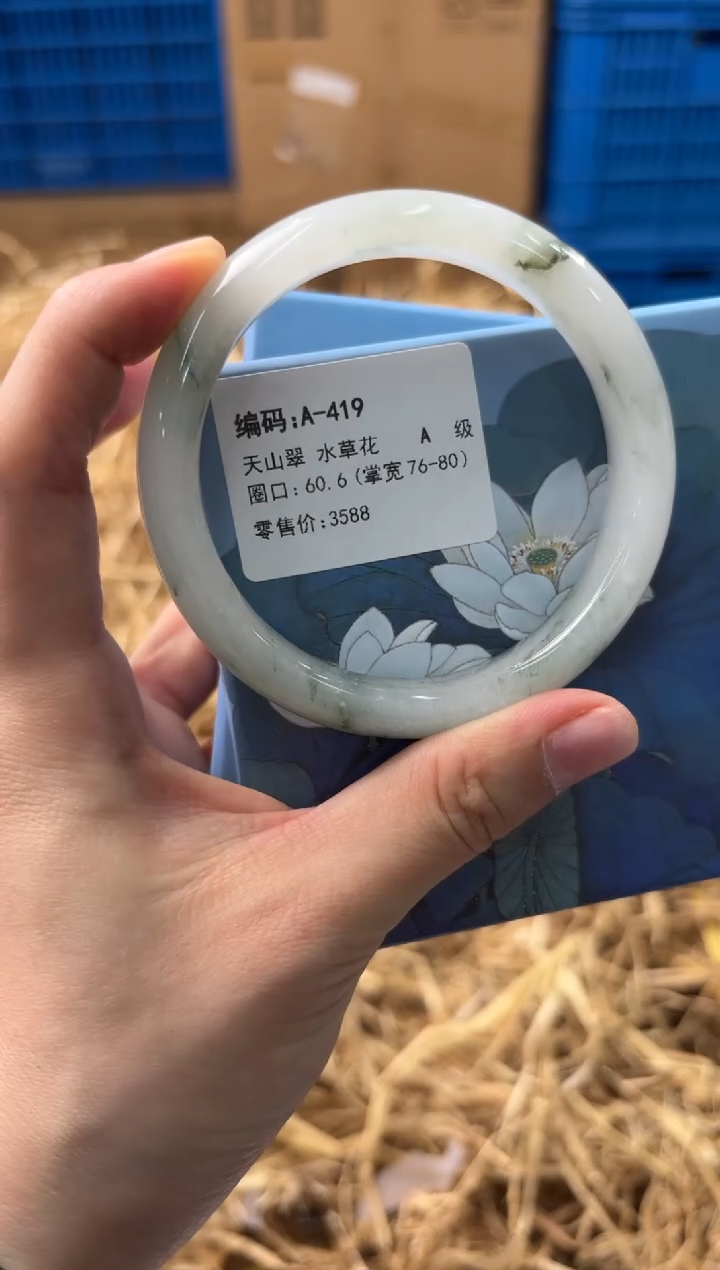 编码:A-419
天山翠 水草花 A 级
圈口: 60.6 (掌宽76-80)
零售价:3588